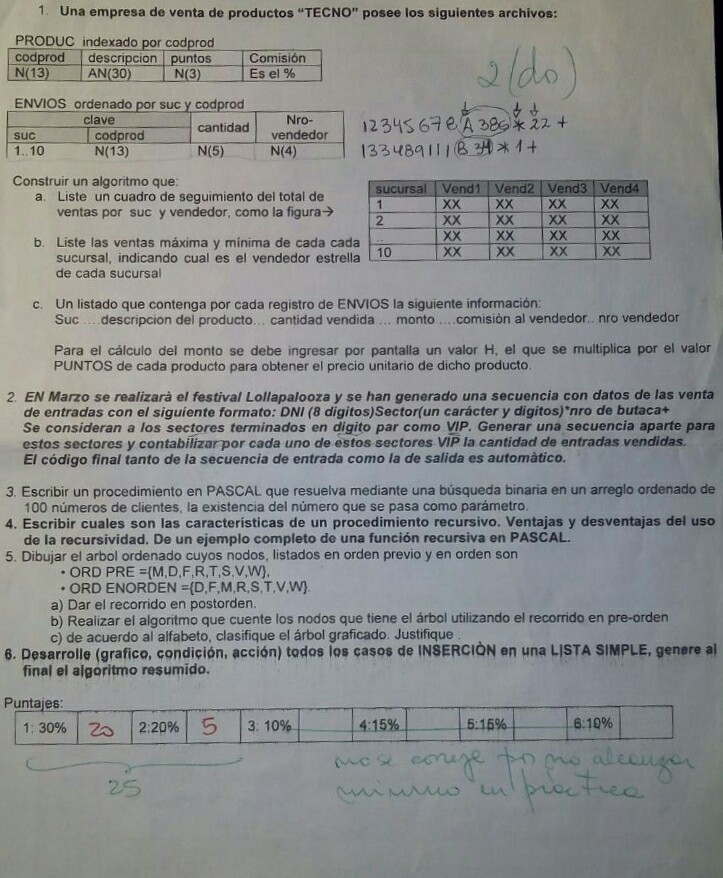 1. Una empresa de venta de productos “TECNO” posee los siguientes archivos:
PRODUC indexado por codprod
codprod descripcion puntos Comisión
N(13) AN(30) N(3) Es el %
2(do)
ENVIOS ordenado por suc y codprod
clave cantidad Nro-vendedor
suc codprod
1..10 N(13) N(5) N(4)
12345678A386*22+
133489111B34*1+
Construir un algoritmo que:
a. Liste un cuadro de seguimiento del total de
ventas por suc y vendedor, como la figura→
sucursal Vend1 Vend2 Vend3 Vend4
1 XX XX XX XX
2 XX XX XX XX
.. XX XX XX XX
10 XX XX XX XX
b. Liste las ventas máxima y mínima de cada cada
sucursal, indicando cual es el vendedor estrella
de cada sucursal
c. Un listado que contenga por cada registro de ENVIOS la siguiente información:
Suc ....descripcion del producto... cantidad vendida ... monto ....comisión al vendedor.. nro vendedor
Para el cálculo del monto se debe ingresar por pantalla un valor H, el que se multiplica por el valor
PUNTOS de cada producto para obtener el precio unitario de dicho producto.
2. EN Marzo se realizarà el festival Lollapalooza y se han generado una secuencia con datos de las venta
de entradas con el siguiente formato: DNI (8 digitos)Sector(un carácter y digitos)*nro de butaca+
Se consideran a los sectores terminados en digito par como VIP. Generar una secuencia aparte para
estos sectores y contabilizar por cada uno de estos sectores VIP la cantidad de entradas vendidas.
El código final tanto de la secuencia de entrada como la de salida es automàtico.
3. Escribir un procedimiento en PASCAL que resuelva mediante una búsqueda binaria en un arreglo ordenado de
100 números de clientes, la existencia del número que se pasa como parámetro.
4. Escribir cuales son las características de un procedimiento recursivo. Ventajas y desventajas del uso
de la recursividad. De un ejemplo completo de una función recursiva en PASCAL.
5. Dibujar el arbol ordenado cuyos nodos, listados en orden previo y en orden son
• ORD PRE ={M,D,F,R,T,S,V,W},
• ORD ENORDEN ={D,F,M,R,S,T,V,W}.
a) Dar el recorrido en postorden.
b) Realizar el algoritmo que cuente los nodos que tiene el árbol utilizando el recorrido en pre-orden
c) de acuerdo al alfabeto, clasifique el árbol graficado. Justifique .
6. Desarrolle (grafico, condición, acción) todos los casos de INSERCIÒN en una LISTA SIMPLE, genere al
final el algoritmo resumido.
Puntajes:
1: 30% 20 2:20% 5 3: 10% 4:15% 5:15% 6:10%
25
no se corrige por no alcanzar
minimo en práctica